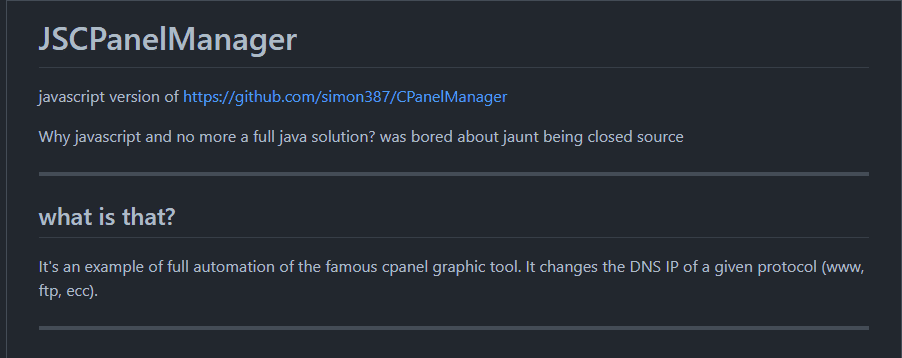 JSCPanelManager
javascript version of https://github.com/simon387/CPanelManager
Why javascript and no more a full java solution? was bored about jaunt being closed source
what is that?
It's an example of full automation of the famous cpanel graphic tool. It changes the DNS IP of a given protocol (www,
ftp, ecc).